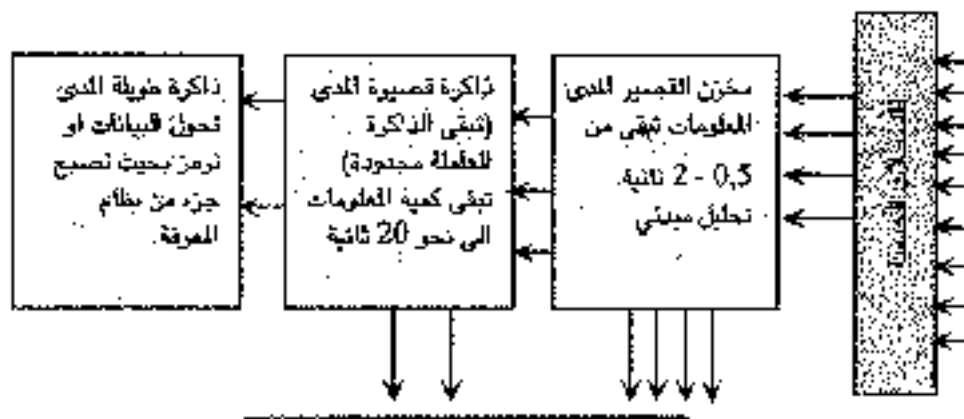 مخزن القصير المدى
المعلومات تبقى من
0,5 - 2 ثانية.
تحليل مبدئي
ذاكرة قصيرة المدى
(تبقى الذاكرة
العاملة محدودة)
تبقى كمية المعلومات
الى نحو 20 ثانية
ذاكرة طويلة المدى
تحول البيانات او
ترمز بحيث تصبح
جزء من نظام
المعرفة.